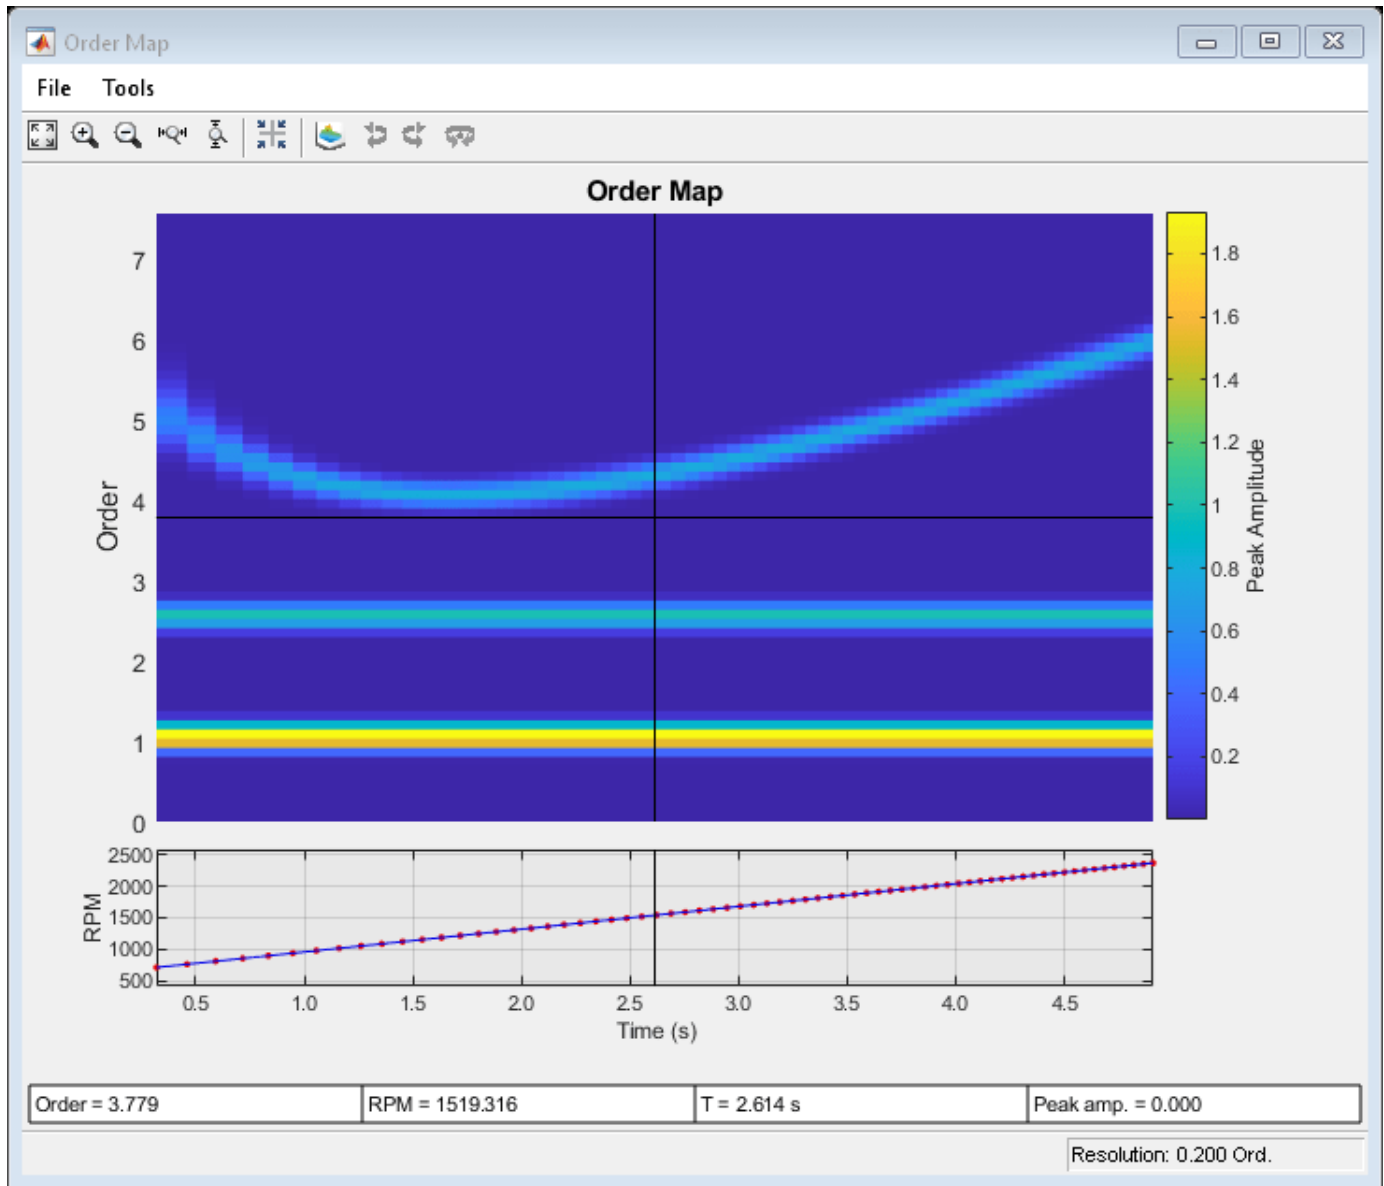 Order Map
File Tools
Order Map
7
6
5
4
3
2
1
0
Order
1.8
1.6
1.4
1.2
1
0.8
0.6
0.4
0.2
Peak Amplitude
2500
2000
1500
1000
500
RPM
0.5 1.0 1.5 2.0 2.5 3.0 3.5 4.0 4.5
Time (s)
Order = 3.779 RPM = 1519.316 T = 2.614 s Peak amp. = 0.000
Resolution: 0.200 Ord.